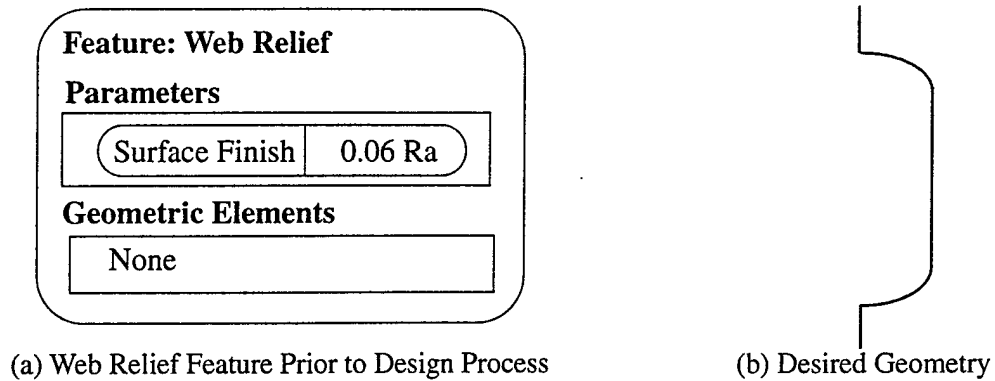 Feature: Web Relief
Parameters
Surface Finish 0.06 Ra
Geometric Elements
None
(a) Web Relief Feature Prior to Design Process
(b) Desired Geometry